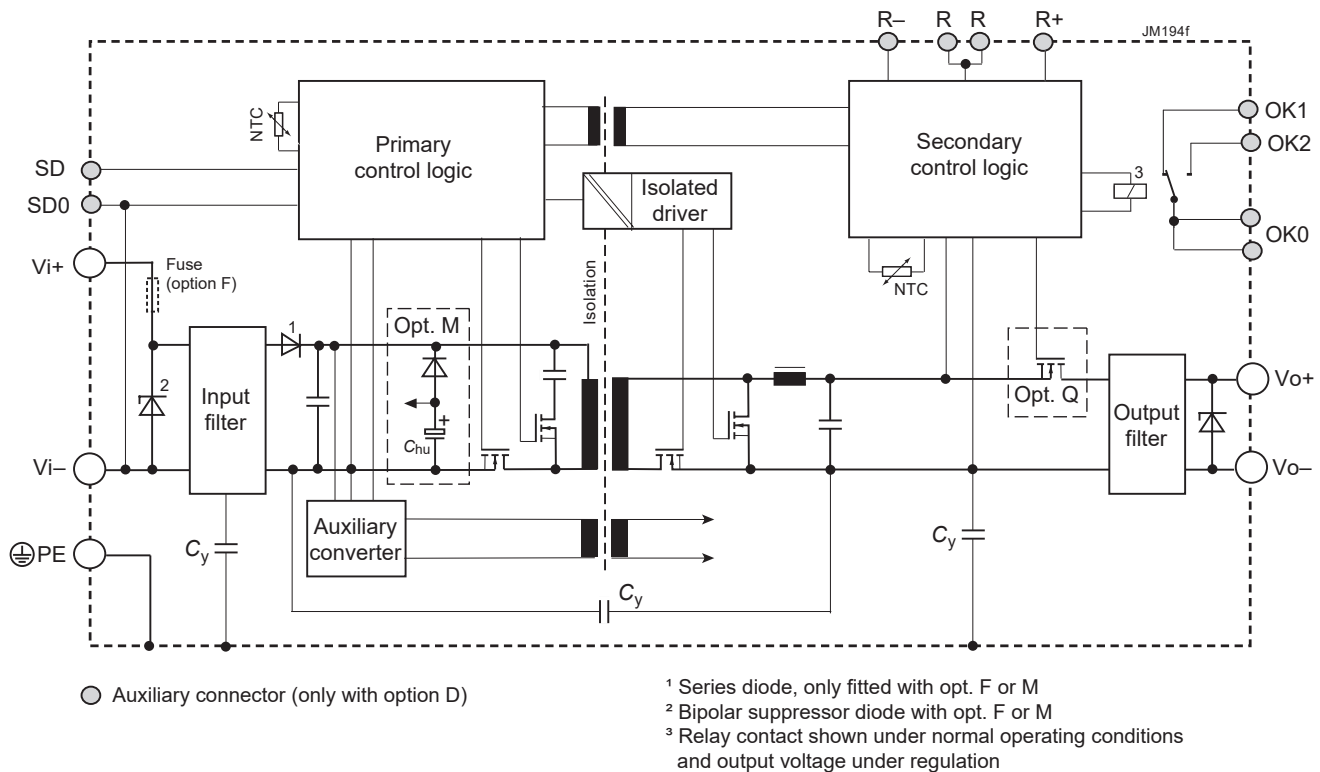 R– R R R+
JM194f
OK1
OK2
OK0
NTC
Primary
control logic
Secondary
control logic
3
SD
SD0
Isolated
driver
Vi+
Fuse
(option F)
Isolation
NTC
1
Opt. M
2
Input
filter
+
Chu
Opt. Q
Output
filter
Vo+
Vi–
Vo–
Auxiliary
converter
PE
Cy
Cy
Cy
Auxiliary connector (only with option D)
¹ Series diode, only fitted with opt. F or M
² Bipolar suppressor diode with opt. F or M
³ Relay contact shown under normal operating conditions
and output voltage under regulation